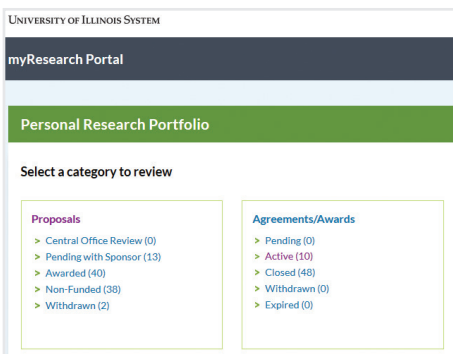 UNIVERSITY OF ILLINOIS SYSTEM
myResearch Portal
Personal Research Portfolio
Select a category to review
Proposals
> Central Office Review (0)
> Pending with Sponsor (13)
> Awarded (40)
> Non-Funded (38)
> Withdrawn (2)
Agreements/Awards
> Pending (0)
> Active (10)
> Closed (48)
> Withdrawn (0)
> Expired (0)